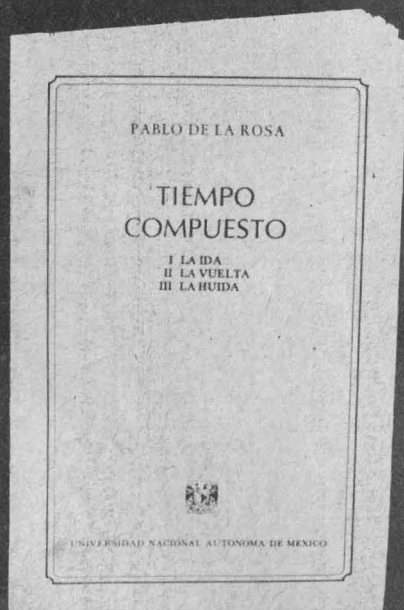 PABLO DE LA ROSA
TIEMPO
COMPUESTO
I LA IDA
II LA VUELTA
III LA HUIDA
UNIVERSIDAD NACIONAL AUTONOMA DE MEXICO